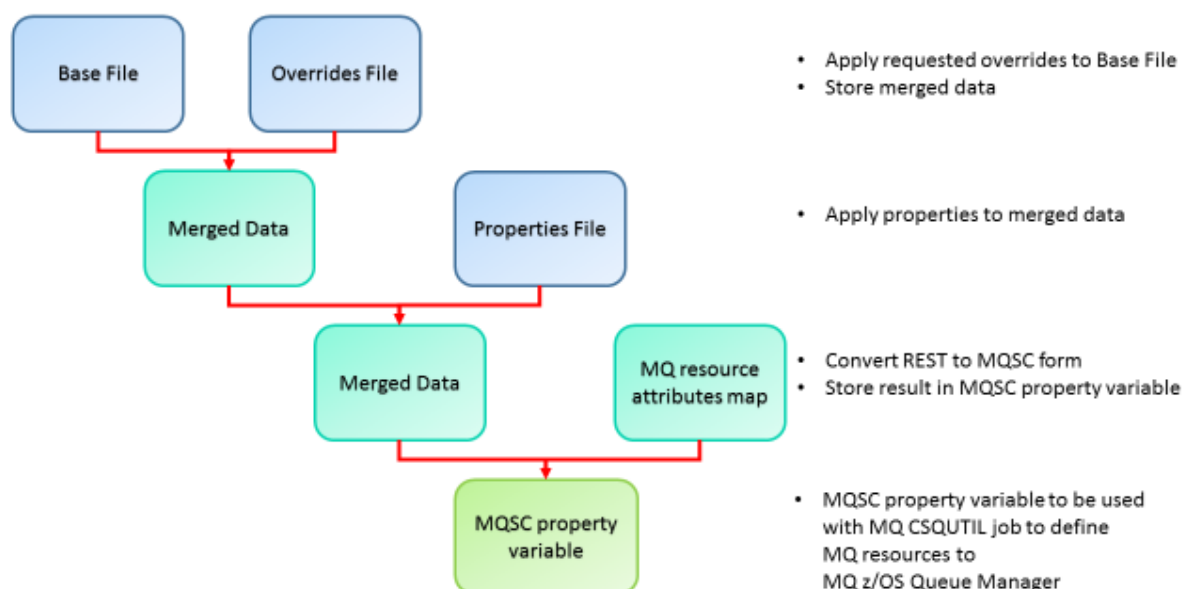 Base File
Overrides File
• Apply requested overrides to Base File
• Store merged data
Merged Data
Properties File
• Apply properties to merged data
Merged Data
MQ resource
attributes map
• Convert REST to MQSC form
• Store result in MQSC property variable
MQSC property
variable
• MQSC property variable to be used
with MQ CSQUTIL job to define
MQ resources to
MQ z/OS Queue Manager